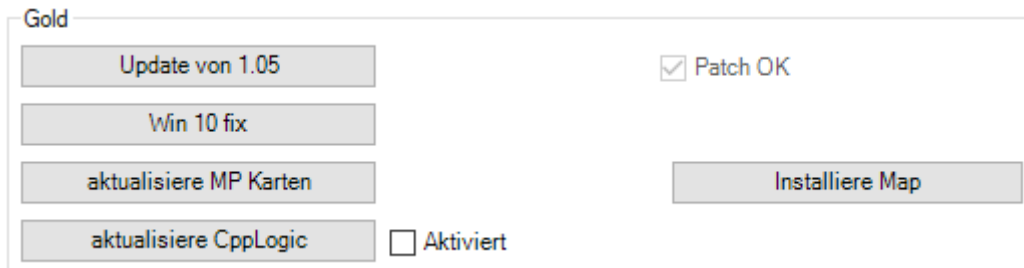 Gold
Update von 1.05
Patch OK
Win 10 fix
aktualisiere MP Karten
Installiere Map
aktualisiere CppLogic
Aktiviert